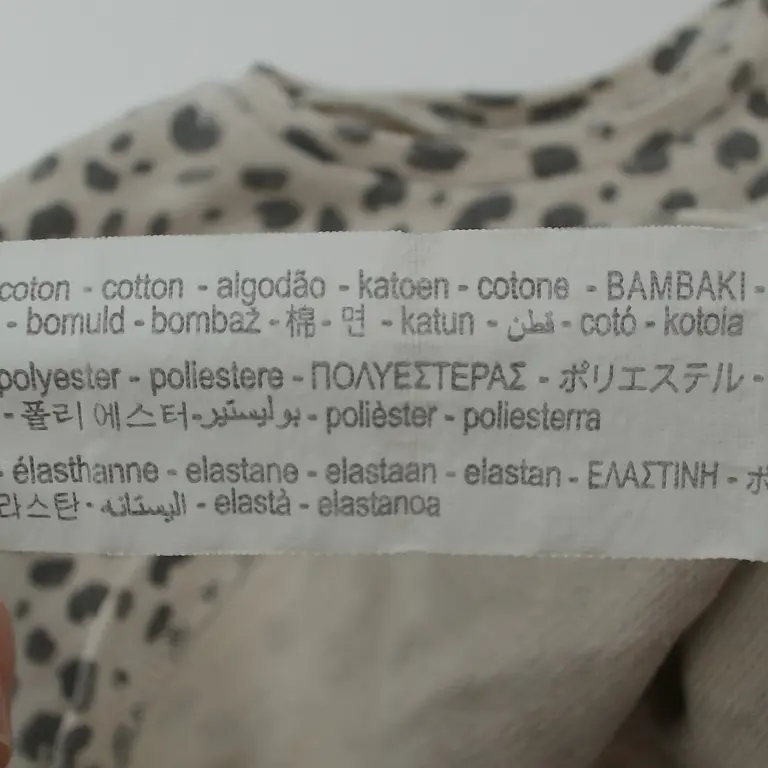 coton - cotton - algodão - katoen - cotone - BAMBAKI -
- bomuld - bombaž - 棉 - 면 - katun - قطن - cotó - kotoia
polyester - poliestere - ΠΟΛΥΕΣΤΕΡΑΣ - ポリエステル -
- 폴리에스터 - بوليستير - polièster - poliesterra
- élasthanne - elastane - elastaan - elastan - ΕΛΑΣΤΙΝΗ - ポ
라스탄 - اليستانه - elastà - elastanoa